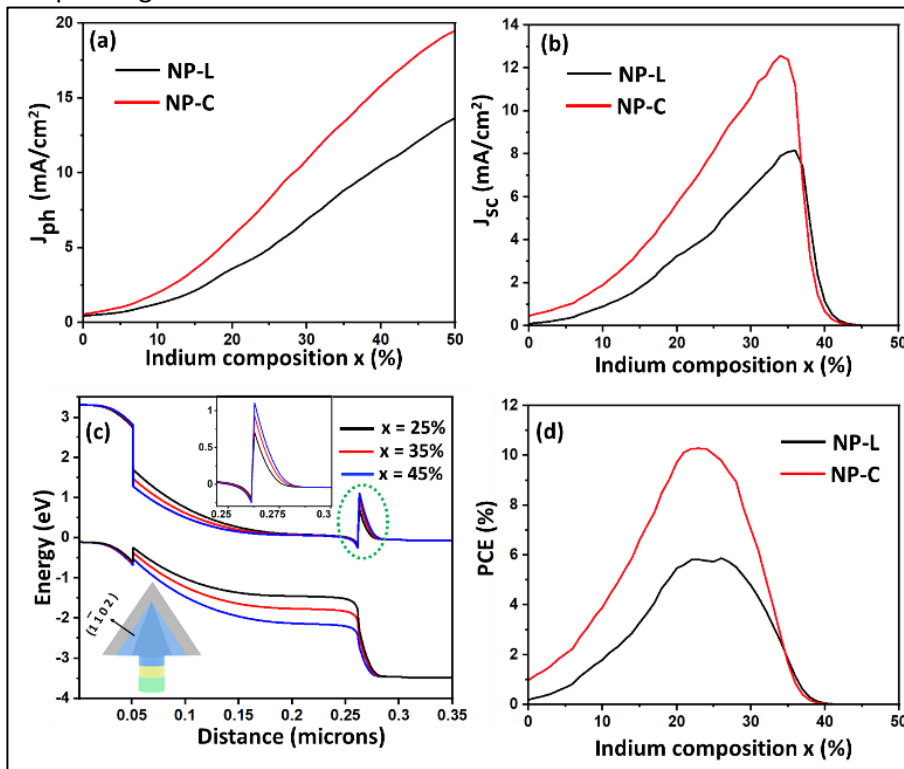 (a)
NP-L
NP-C
20
15
10
5
0
J_ph (mA/cm²)
0 10 20 30 40 50
Indium composition x (%)
(b)
NP-L
NP-C
14
12
10
8
6
4
2
0
J_sc (mA/cm²)
0 10 20 30 40 50
Indium composition x (%)
(c)
x = 25%
x = 35%
x = 45%
1
0.5
0
0.25 0.275 0.3
3
2
1
0
-1
-2
-3
-4
Energy (eV)
(1̄102)
0.05 0.1 0.15 0.2 0.25 0.3 0.35
Distance (microns)
(d)
NP-L
NP-C
12
10
8
6
4
2
0
PCE (%)
0 10 20 30 40 50
Indium composition x (%)